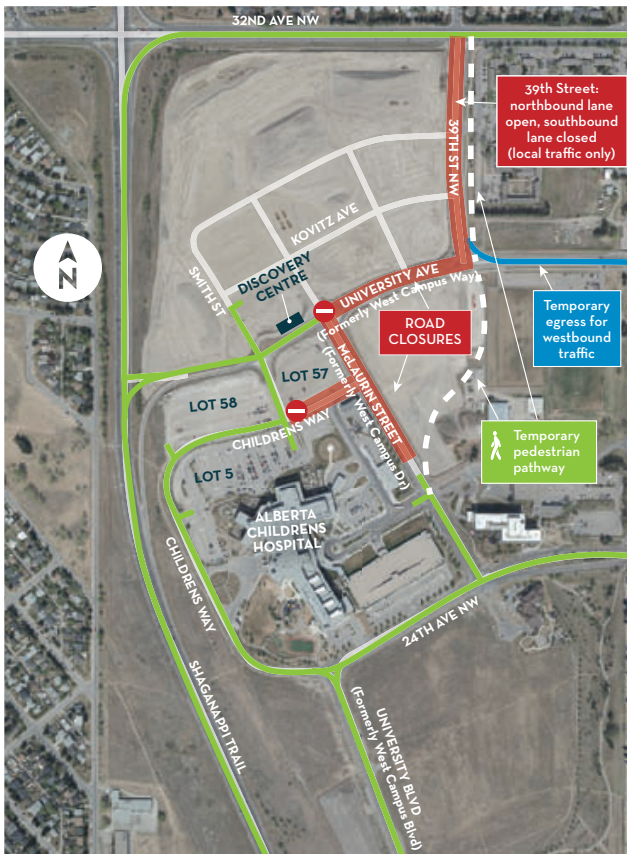 32ND AVE NW
39th Street:
northbound lane
open, southbound
lane closed
(local traffic only)
39TH ST NW
KOVITZ AVE
N
SMITH ST
DISCOVERY
CENTRE
UNIVERSITY AVE
(Formerly West Campus Way)
Temporary
egress for
westbound
traffic
ROAD
CLOSURES
McLAURIN STREET
(Formerly West Campus Dr)
LOT 57
LOT 58
CHILDRENS WAY
Temporary
pedestrian
pathway
LOT 5
ALBERTA
CHILDRENS
HOSPITAL
CHILDRENS WAY
24TH AVE NW
SHAGANAPPI TRAIL
UNIVERSITY BLVD
(Formerly West Campus Blvd)